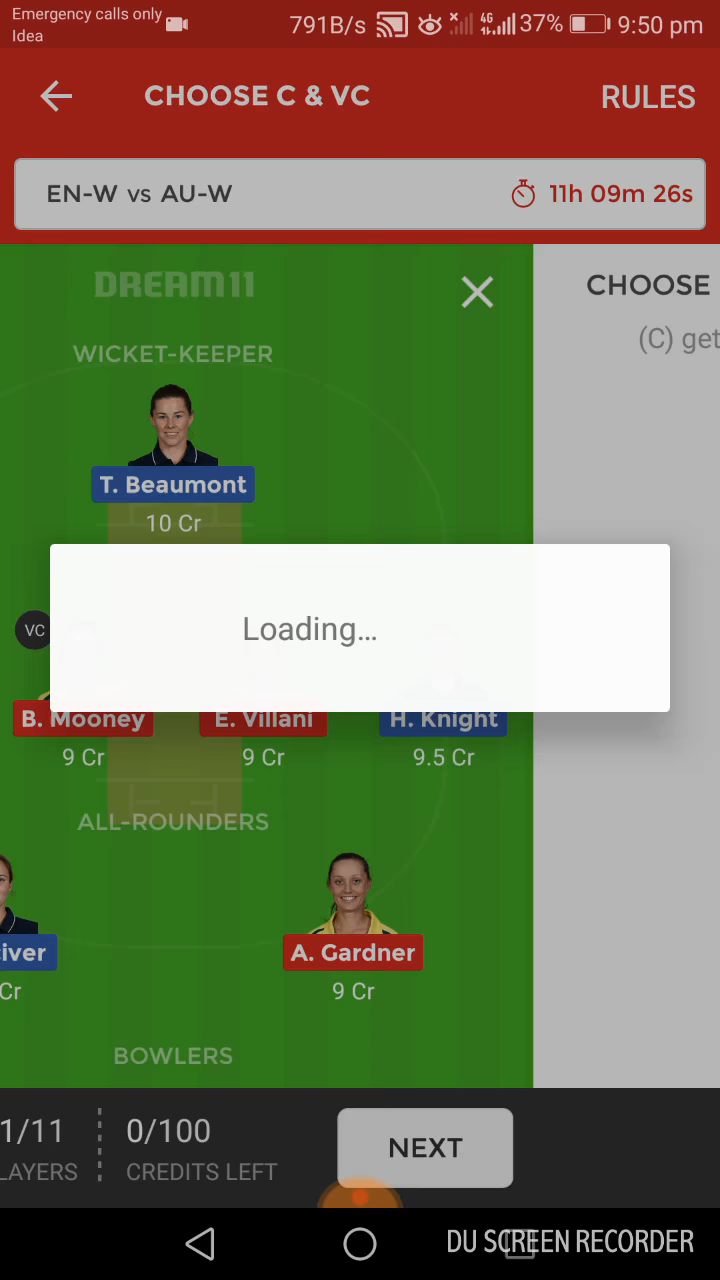 Emergency calls only
Idea
791B/s 4G 37% 9:50 pm
CHOOSE C & VC RULES
EN-W vs AU-W 11h 09m 26s
DREAM11
CHOOSE
(C) get
WICKET-KEEPER
T. Beaumont
10 Cr
Loading...
VC
B. Mooney E. Villani H. Knight
9 Cr 9 Cr 9.5 Cr
ALL-ROUNDERS
iver A. Gardner
Cr 9 Cr
BOWLERS
1/11 0/100 NEXT
LAYERS CREDITS LEFT
DU SCREEN RECORDER